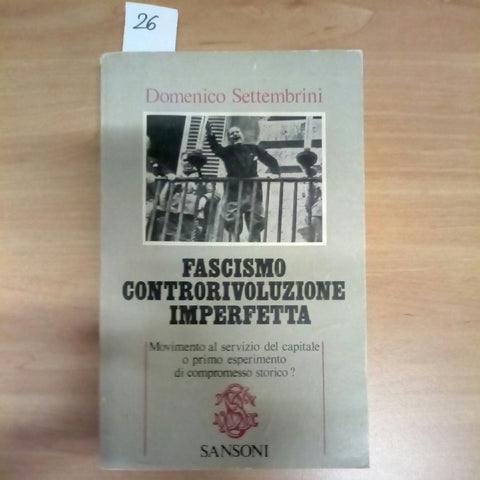 26
Domenico Settembrini
FASCISMO
CONTRORIVOLUZIONE
IMPERFETTA
Movimento al servizio del capitale
o primo esperimento
di compromesso storico?
SANSONI